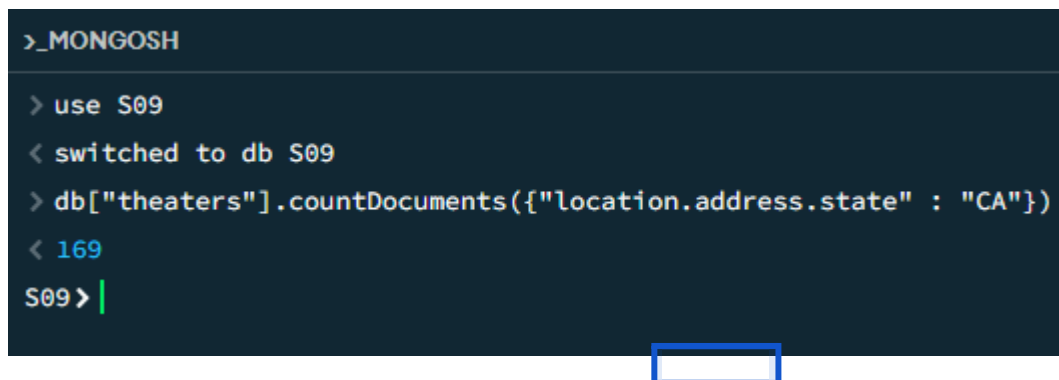 >_MONGOSH
> use S09
< switched to db S09
> db["theaters"].countDocuments({"location.address.state" : "CA"})
< 169
S09>